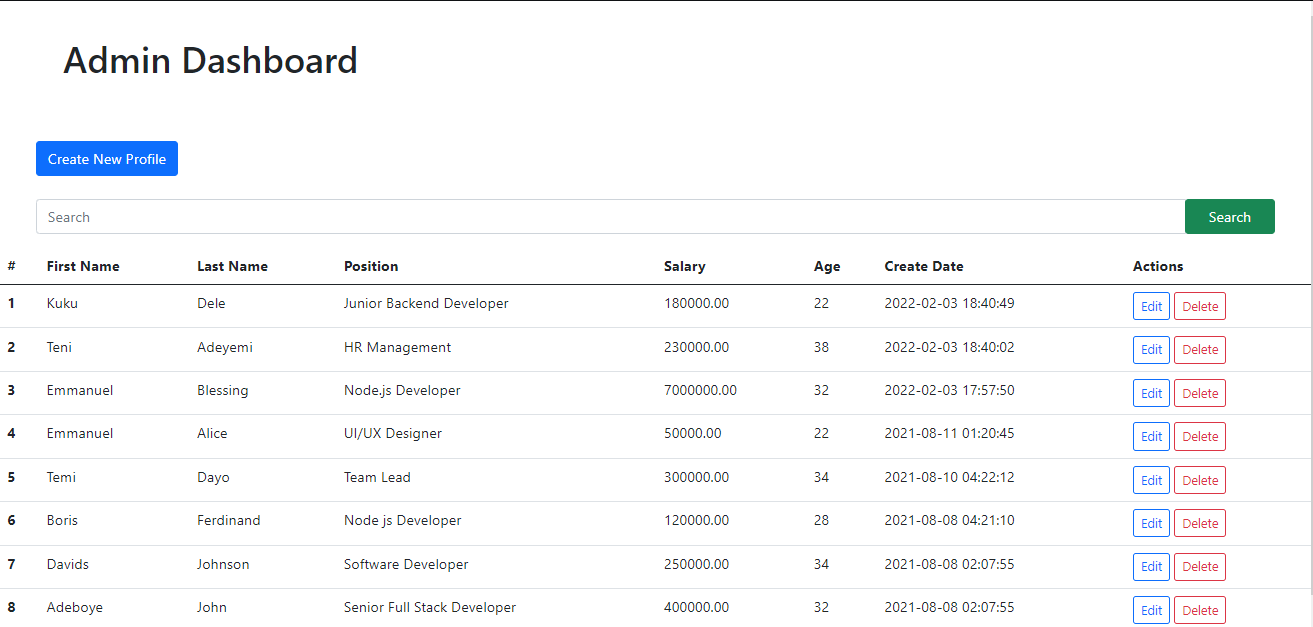 Admin Dashboard
Create New Profile
Search Search
# First Name Last Name Position Salary Age Create Date Actions
1 Kuku Dele Junior Backend Developer 180000.00 22 2022-02-03 18:40:49 Edit Delete
2 Teni Adeyemi HR Management 230000.00 38 2022-02-03 18:40:02 Edit Delete
3 Emmanuel Blessing Node.js Developer 7000000.00 32 2022-02-03 17:57:50 Edit Delete
4 Emmanuel Alice UI/UX Designer 50000.00 22 2021-08-11 01:20:45 Edit Delete
5 Temi Dayo Team Lead 300000.00 34 2021-08-10 04:22:12 Edit Delete
6 Boris Ferdinand Node js Developer 120000.00 28 2021-08-08 04:21:10 Edit Delete
7 Davids Johnson Software Developer 250000.00 34 2021-08-08 02:07:55 Edit Delete
8 Adeboye John Senior Full Stack Developer 400000.00 32 2021-08-08 02:07:55 Edit Delete